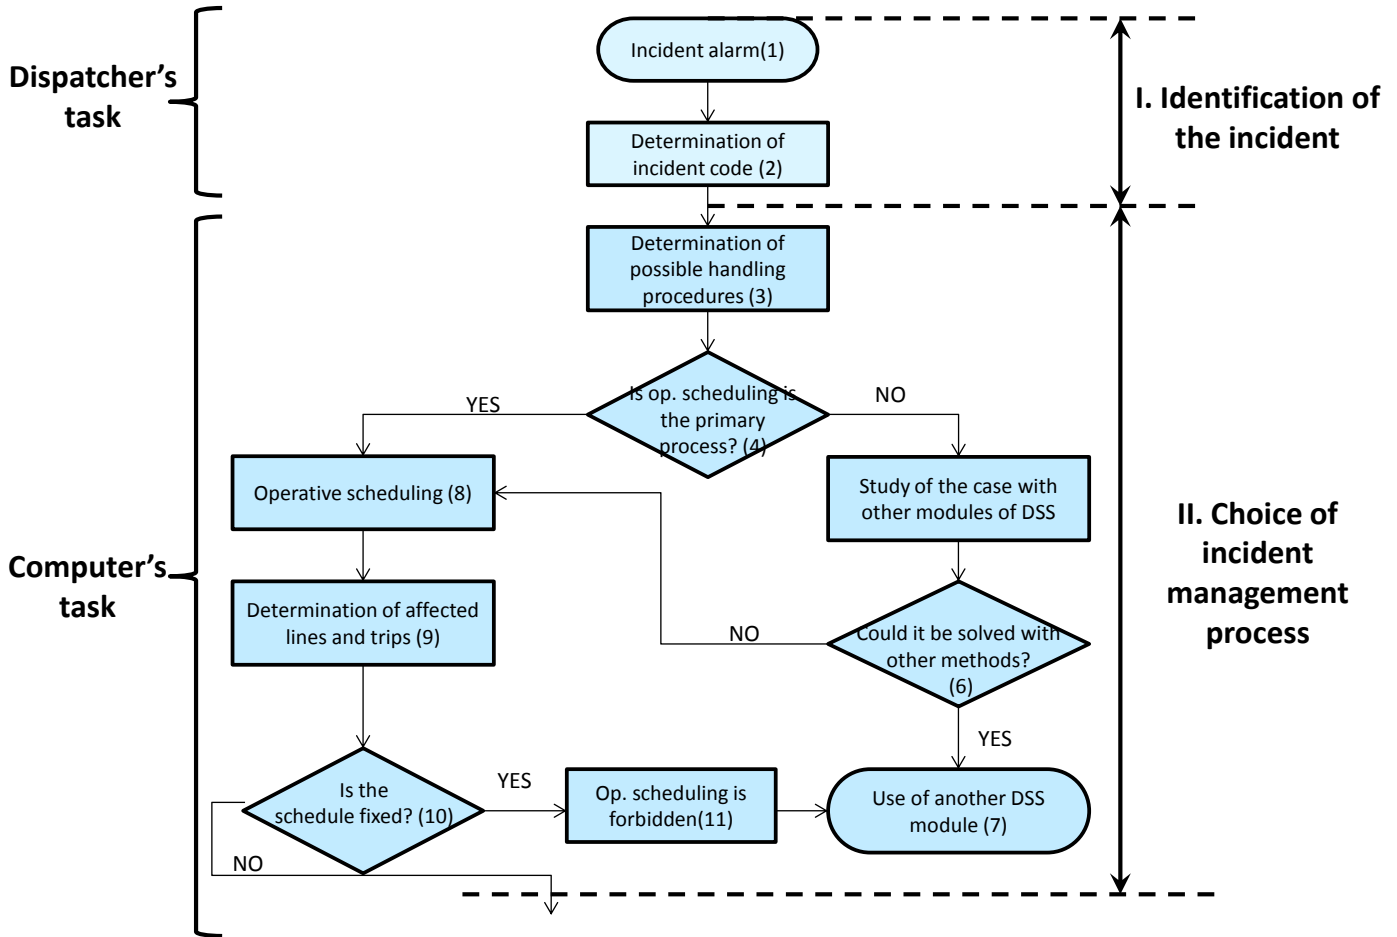 Incident alarm(1)
Dispatcher's
task
I. Identification of
the incident
Determination of
incident code (2)
Determination of
possible handling
procedures (3)
Is op. scheduling is
the primary
process? (4)
YES
NO
Operative scheduling (8)
Study of the case with
other modules of DSS
II. Choice of
incident
management
process
Computer's
task
Determination of affected
lines and trips (9)
NO
Could it be solved with
other methods?
(6)
YES
Is the
schedule fixed? (10)
YES
Op. scheduling is
forbidden(11)
Use of another DSS
module (7)
NO